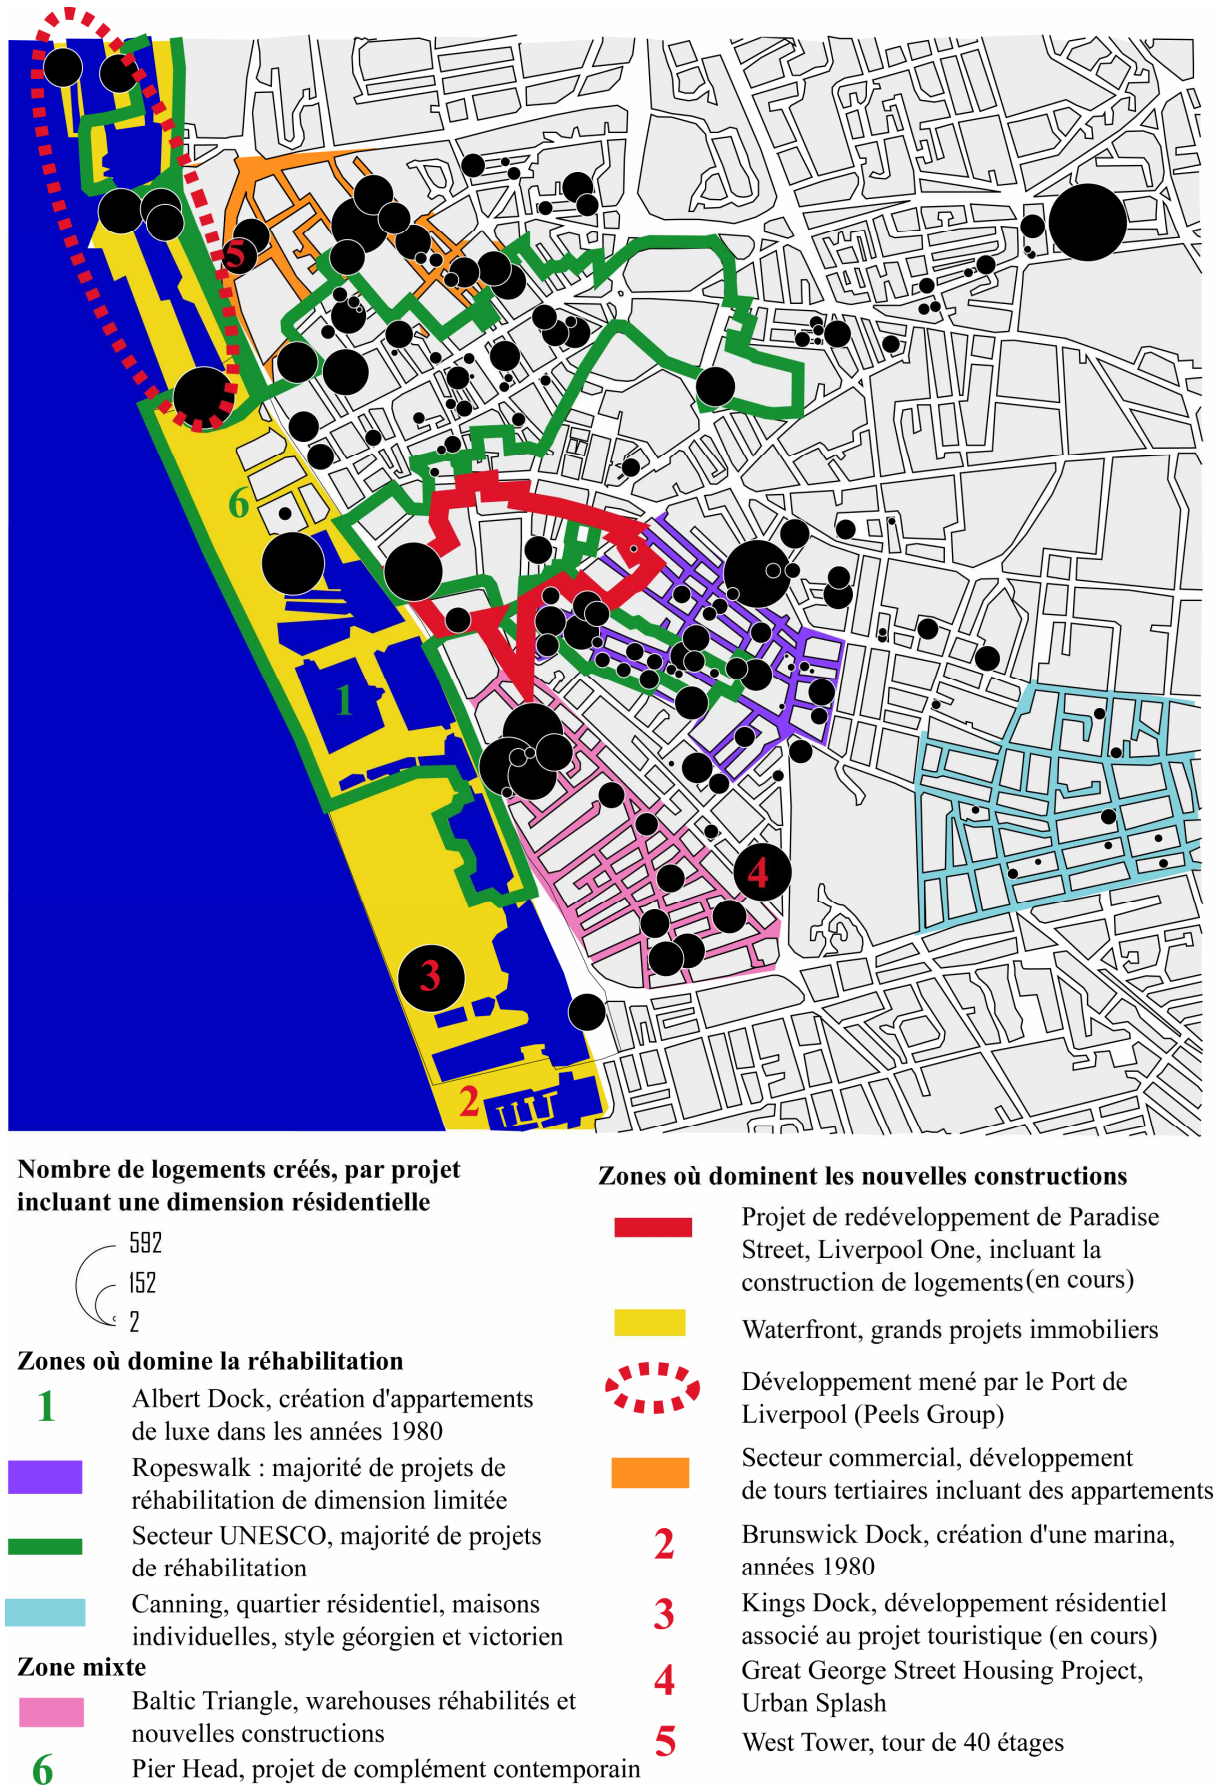 5
6
1
4
3
2
Nombre de logements créés, par projet
incluant une dimension résidentielle
592
152
2
Zones où domine la réhabilitation
1
Albert Dock, création d'appartements
de luxe dans les années 1980
Ropeswalk : majorité de projets de
réhabilitation de dimension limitée
Secteur UNESCO, majorité de projets
de réhabilitation
Canning, quartier résidentiel, maisons
individuelles, style géorgien et victorien
Zone mixte
Baltic Triangle, warehouses réhabilités et
nouvelles constructions
6
Pier Head, projet de complément contemporain
Zones où dominent les nouvelles constructions
Projet de redéveloppement de Paradise
Street, Liverpool One, incluant la
construction de logements (en cours)
Waterfront, grands projets immobiliers
Développement mené par le Port de
Liverpool (Peels Group)
Secteur commercial, développement
de tours tertiaires incluant des appartements
2
Brunswick Dock, création d'une marina,
années 1980
3
Kings Dock, développement résidentiel
associé au projet touristique (en cours)
4
Great George Street Housing Project,
Urban Splash
5
West Tower, tour de 40 étages